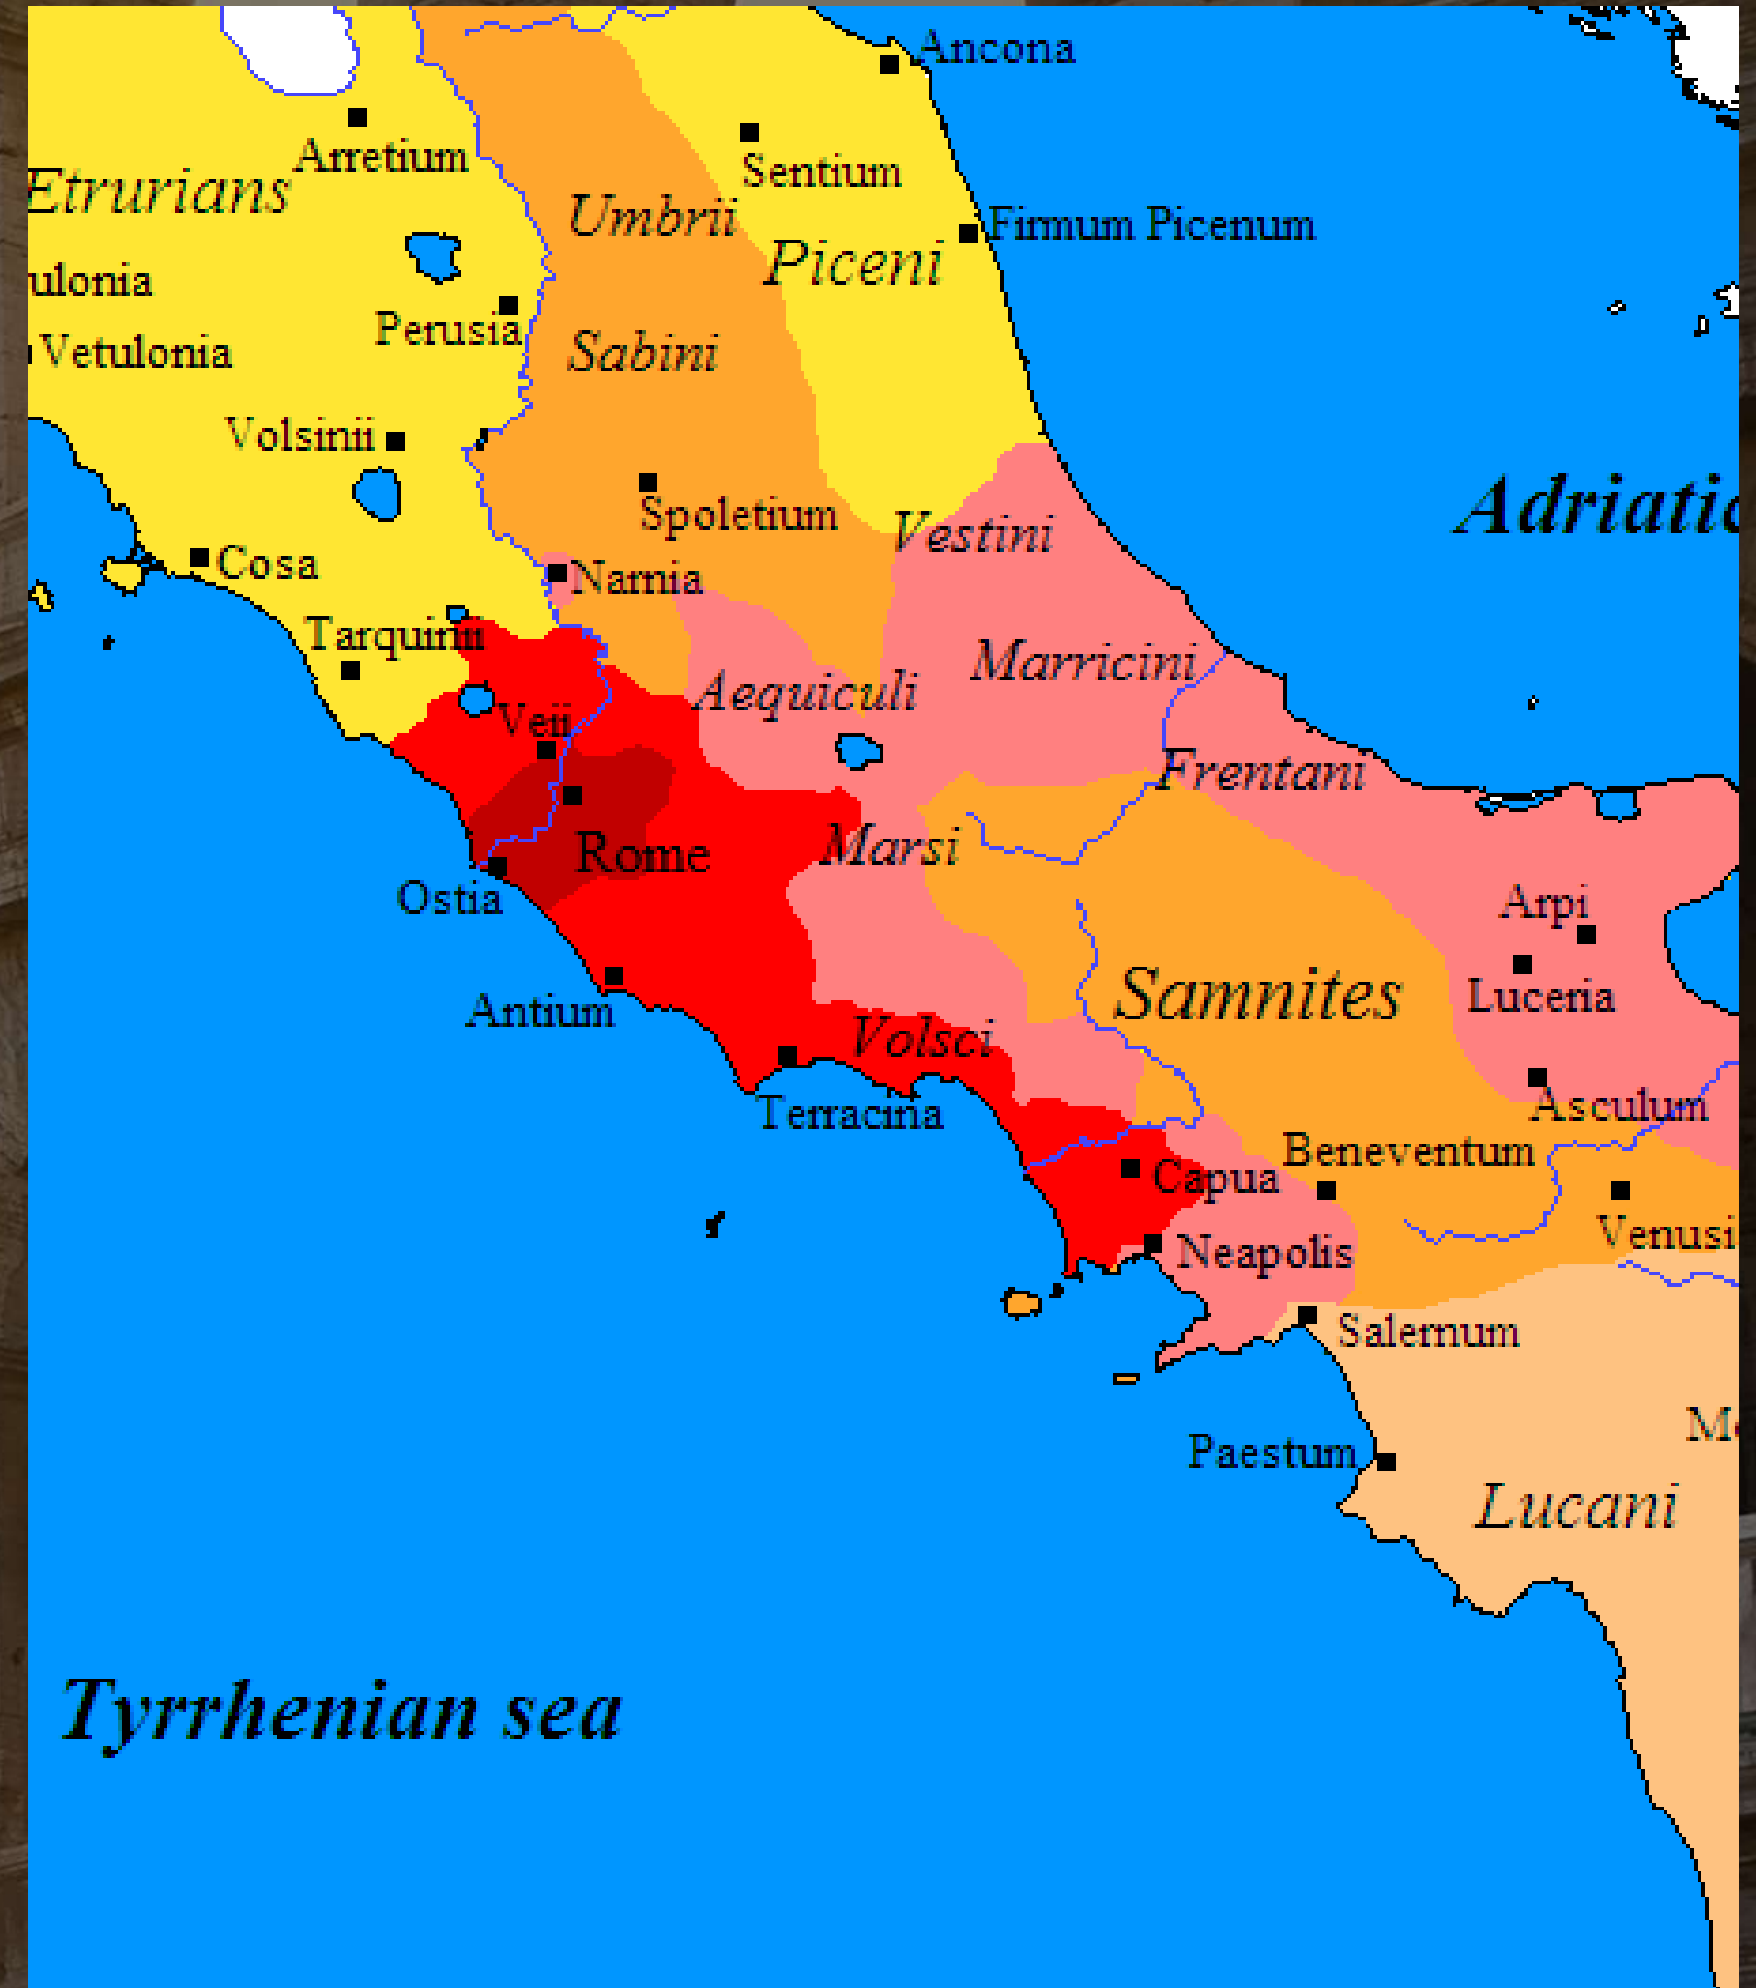 Ancona
Arretium
Sentium
Etrurians
Umbrii
Firmum Picenum
Piceni
ulonia
Perusia
Vetulonia
Sabini
Volsinii
Spoletium
Adriatic
Vestini
Cosa
Narnia
Tarquinii
Marricini
Aequiculi
Veii
Frentani
Marsi
Rome
Ostia
Arpi
Samnites
Luceria
Antium
Volsci
Terracina
Asculum
Beneventum
Capua
Venusi
Neapolis
Salernum
M
Paestum
Lucani
Tyrrhenian sea